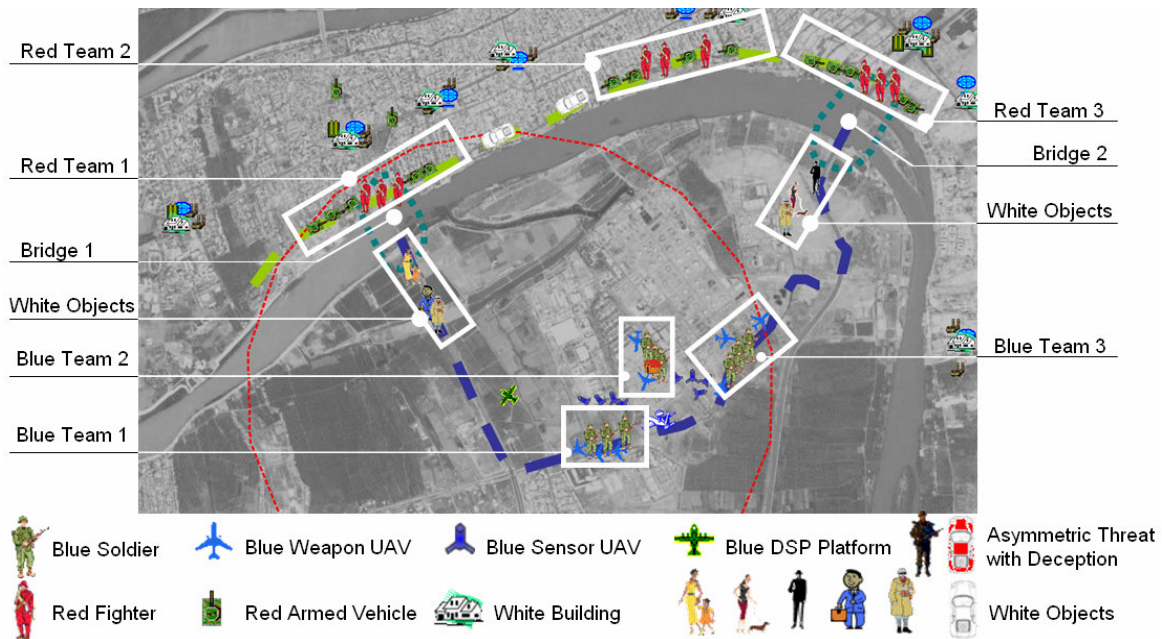 Red Team 2
Red Team 1
Bridge 1
White Objects
Blue Team 2
Blue Team 1
Red Team 3
Bridge 2
White Objects
Blue Team 3
Blue Soldier
Blue Weapon UAV
Blue Sensor UAV
Blue DSP Platform
Asymmetric Threat
with Deception
Red Fighter
Red Armed Vehicle
White Building
White Objects